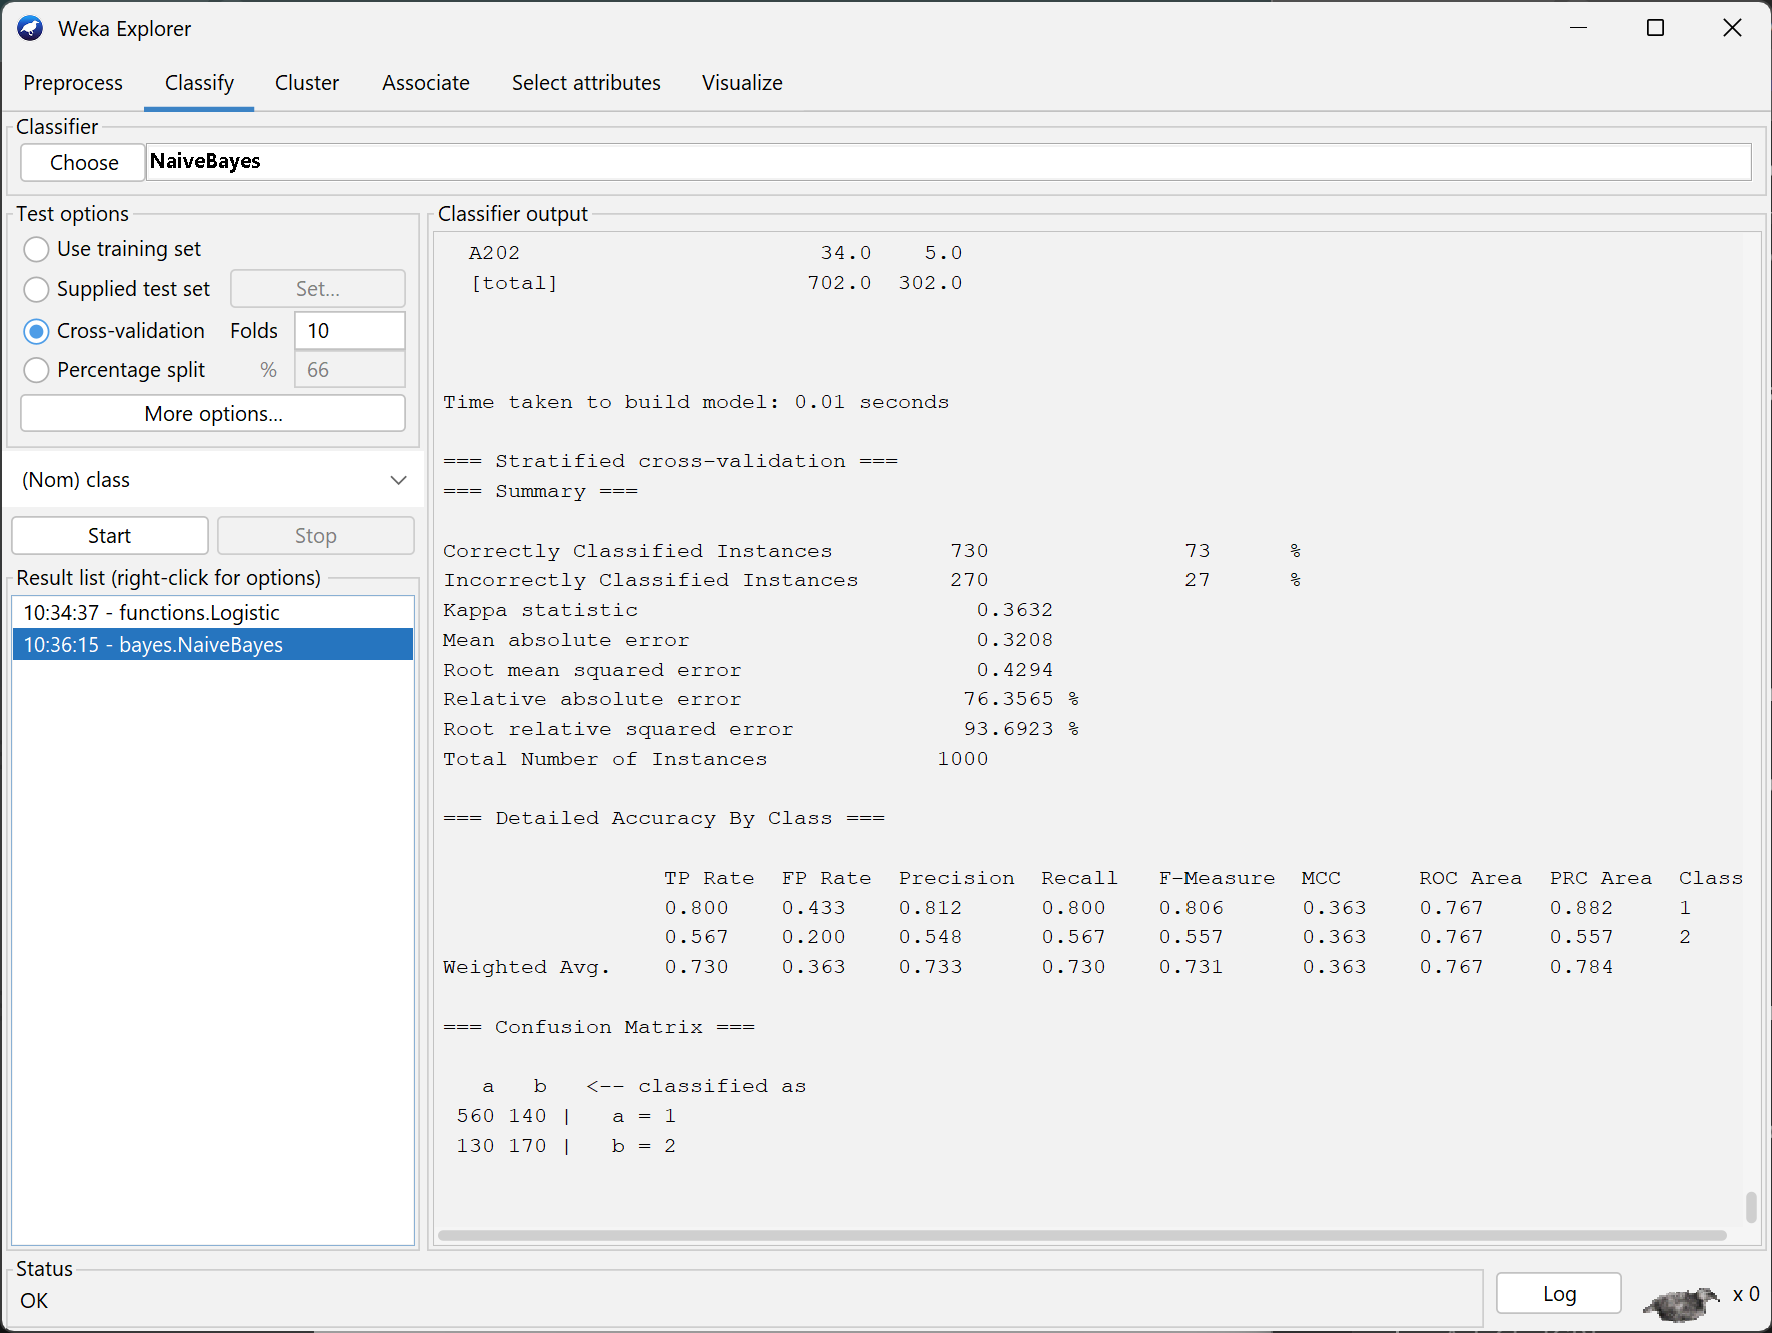 Weka Explorer
Preprocess Classify Cluster Associate Select attributes Visualize
Classifier
Choose NaiveBayes
Test options
Use training set
Supplied test set Set...
Cross-validation Folds 10
Percentage split % 66
More options...
(Nom) class
Start Stop
Result list (right-click for options)
10:34:37 - functions.Logistic
10:36:15 - bayes.NaiveBayes
Classifier output
A202 34.0 5.0
[total] 702.0 302.0
Time taken to build model: 0.01 seconds
=== Stratified cross-validation ===
=== Summary ===
Correctly Classified Instances 730 73 %
Incorrectly Classified Instances 270 27 %
Kappa statistic 0.3632
Mean absolute error 0.3208
Root mean squared error 0.4294
Relative absolute error 76.3565 %
Root relative squared error 93.6923 %
Total Number of Instances 1000
=== Detailed Accuracy By Class ===
TP Rate FP Rate Precision Recall F-Measure MCC ROC Area PRC Area Class
0.800 0.433 0.812 0.800 0.806 0.363 0.767 0.882 1
0.567 0.200 0.548 0.567 0.557 0.363 0.767 0.557 2
Weighted Avg. 0.730 0.363 0.733 0.730 0.731 0.363 0.767 0.784
=== Confusion Matrix ===
a b <-- classified as
560 140 | a = 1
130 170 | b = 2
Status
OK
Log x 0